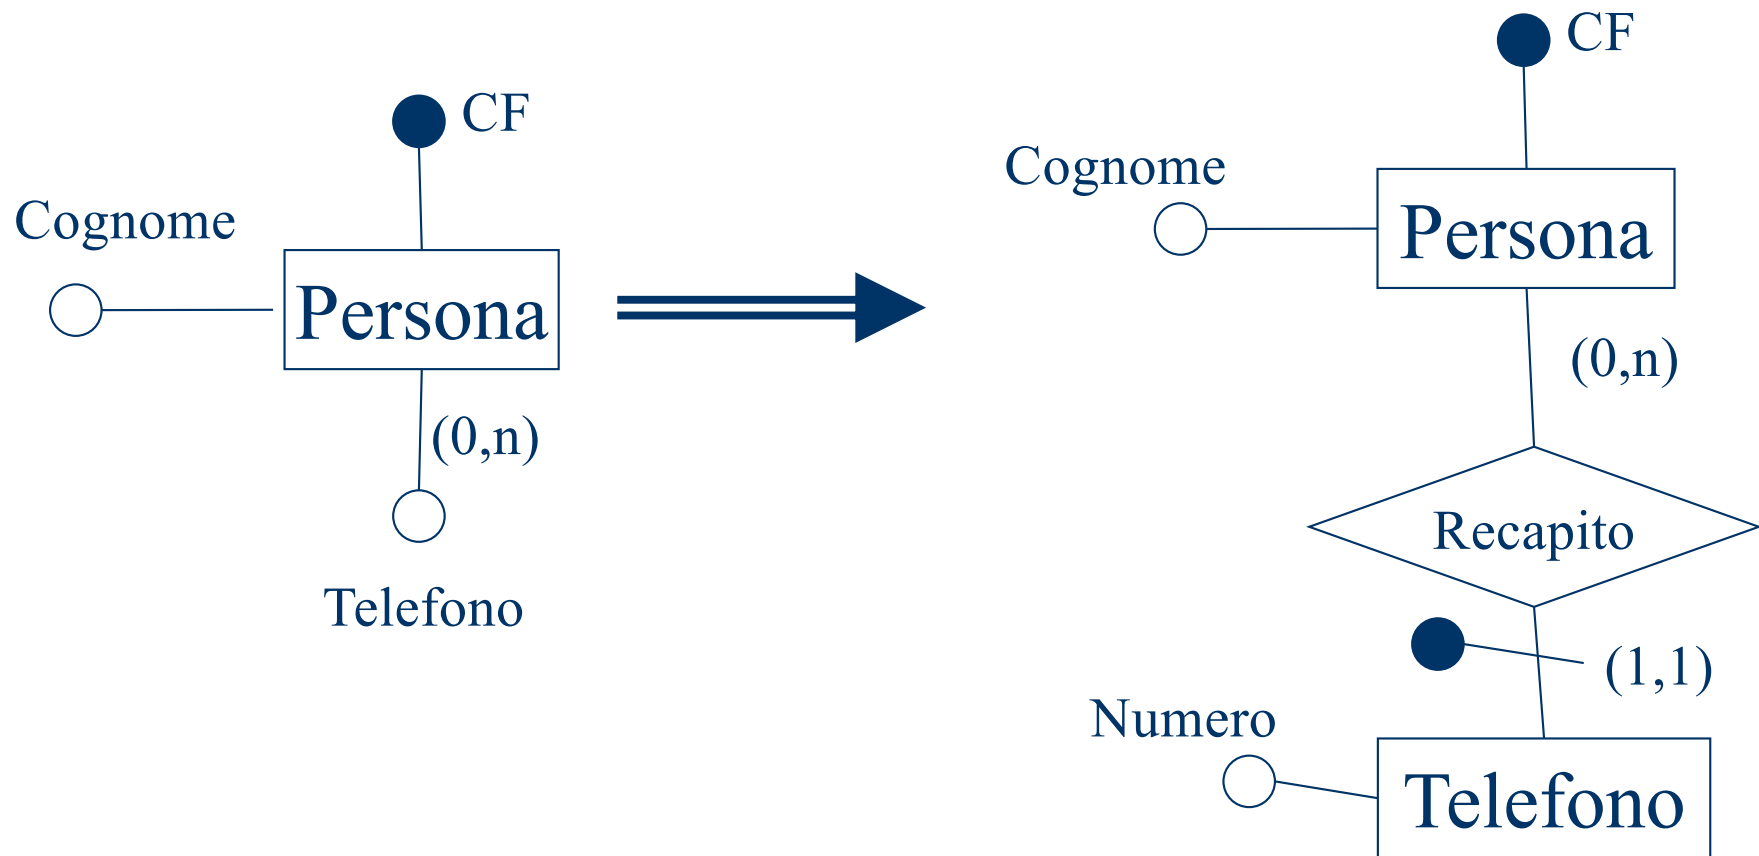 CF
Cognome
Persona
(0,n)
Telefono
CF
Cognome
Persona
(0,n)
Recapito
(1,1)
Numero
Telefono